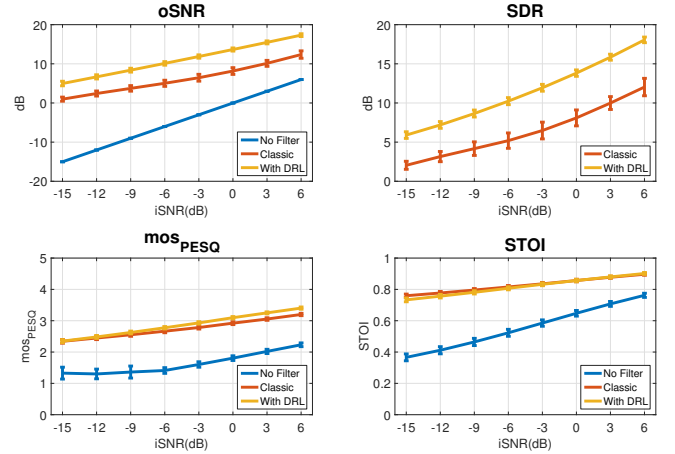 oSNR
20
10
0
-10
-20
dB
No Filter
Classic
With DRL
-15 -12 -9 -6 -3 0 3 6
iSNR(dB)
SDR
20
15
10
5
0
dB
Classic
With DRL
-15 -12 -9 -6 -3 0 3 6
iSNR(dB)
mosPESQ
5
4
3
2
1
0
mosPESQ
No Filter
Classic
With DRL
-15 -12 -9 -6 -3 0 3 6
iSNR(dB)
STOI
1
0.8
0.6
0.4
0.2
0
STOI
No Filter
Classic
With DRL
-15 -12 -9 -6 -3 0 3 6
iSNR(dB)